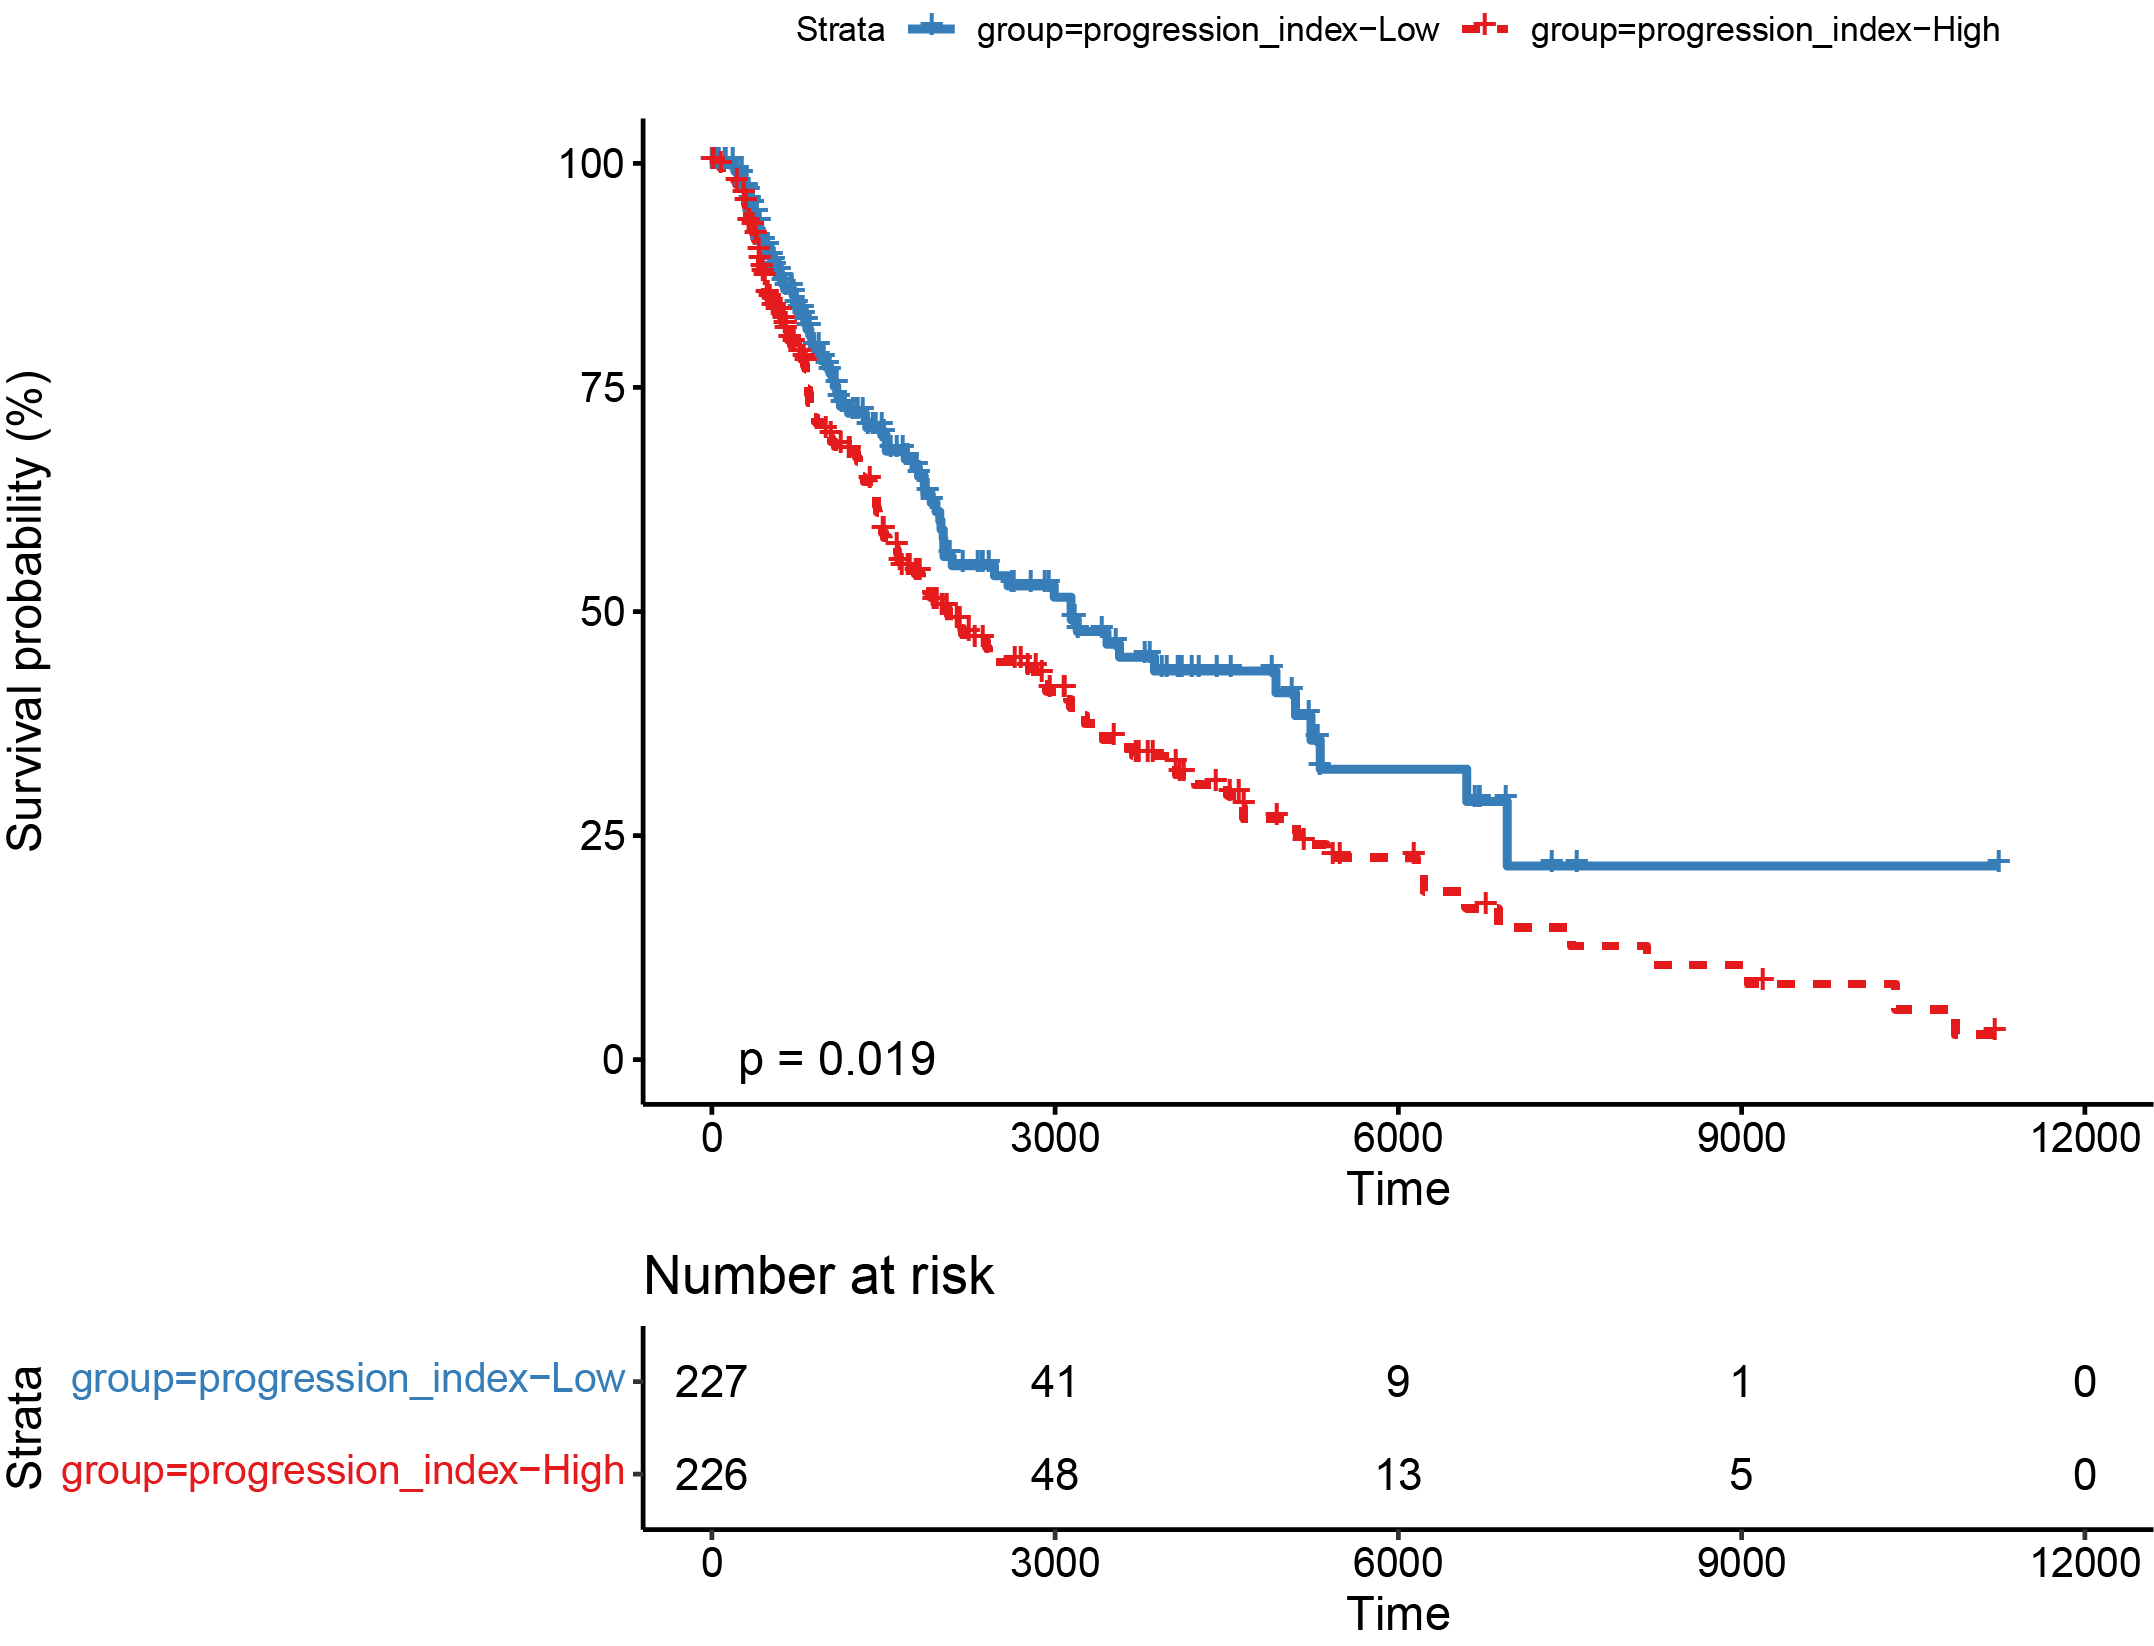 Strata group=progression_index−Low group=progression_index−High
Survival probability (%)
100
75
50
25
0
p = 0.019
0 3000 6000 9000 12000
Time
Number at risk
Strata
group=progression_index−Low 227 41 9 1 0
group=progression_index−High 226 48 13 5 0
0 3000 6000 9000 12000
Time